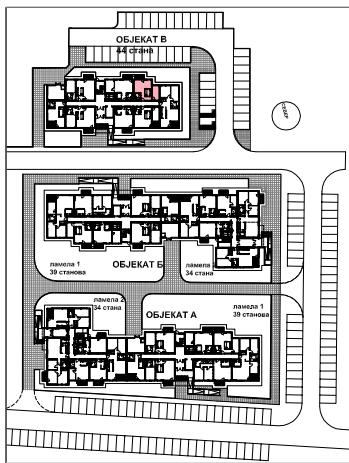 ОБЈЕКАТ В
44 стана
СЕВЕР
ламела 1
39 станова
ОБЈЕКАТ Б
ламела
34 стана
ламела 2
34 стана
ОБЈЕКАТ А
ламела 1
39 станова